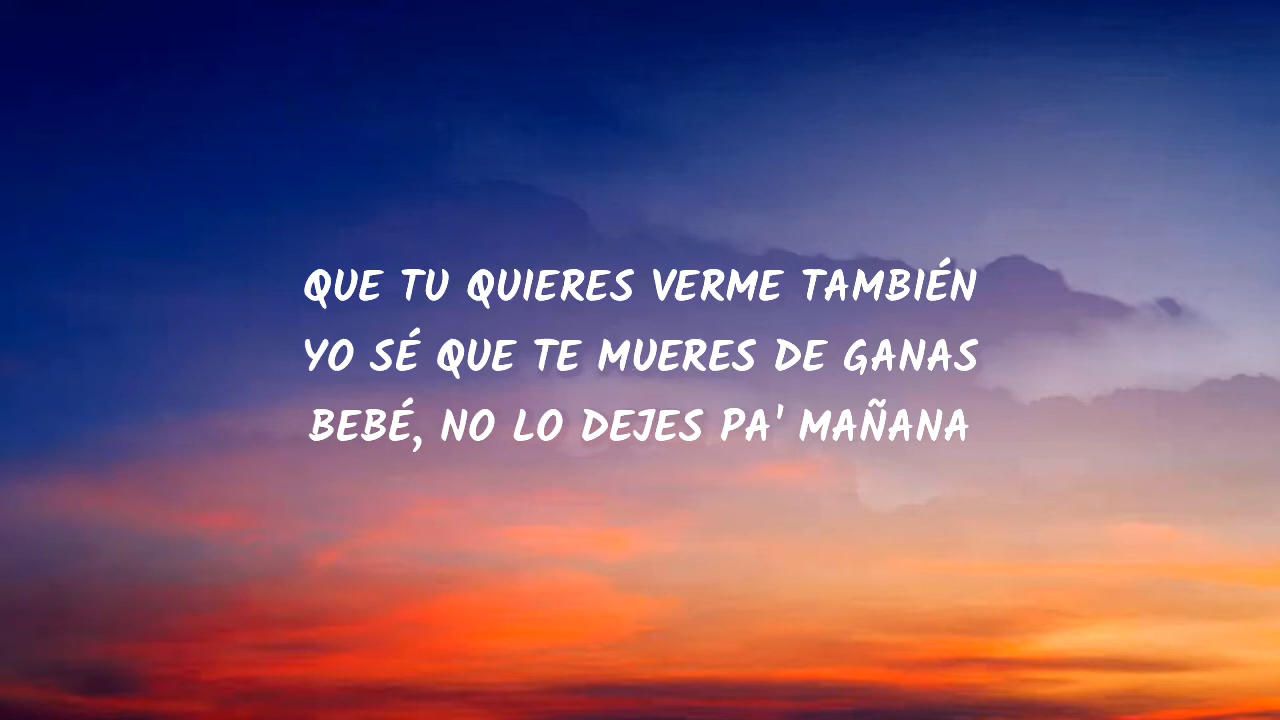 QUE TU QUIERES VERME TAMBIÉN
YO SÉ QUE TE MUERES DE GANAS
BEBÉ, NO LO DEJES PA' MAÑANA